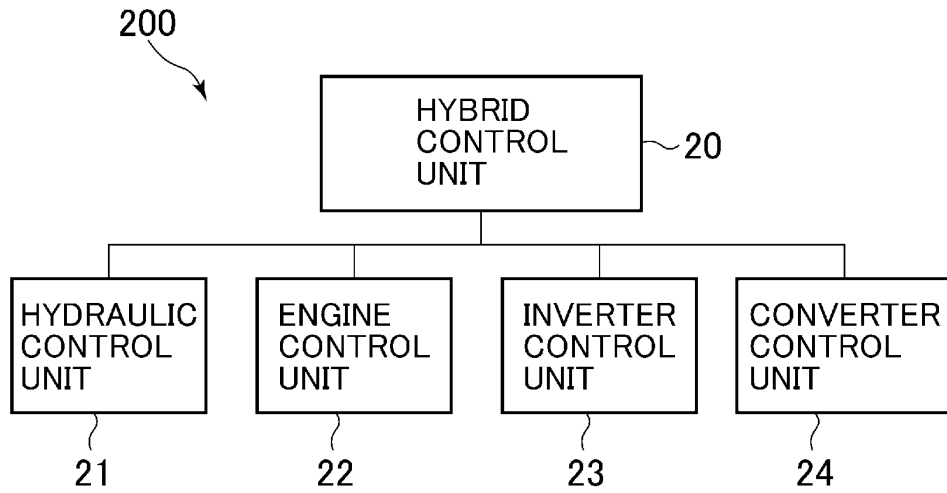 200
HYBRID
CONTROL
UNIT
20
HYDRAULIC
CONTROL
UNIT
ENGINE
CONTROL
UNIT
INVERTER
CONTROL
UNIT
CONVERTER
CONTROL
UNIT
21
22
23
24